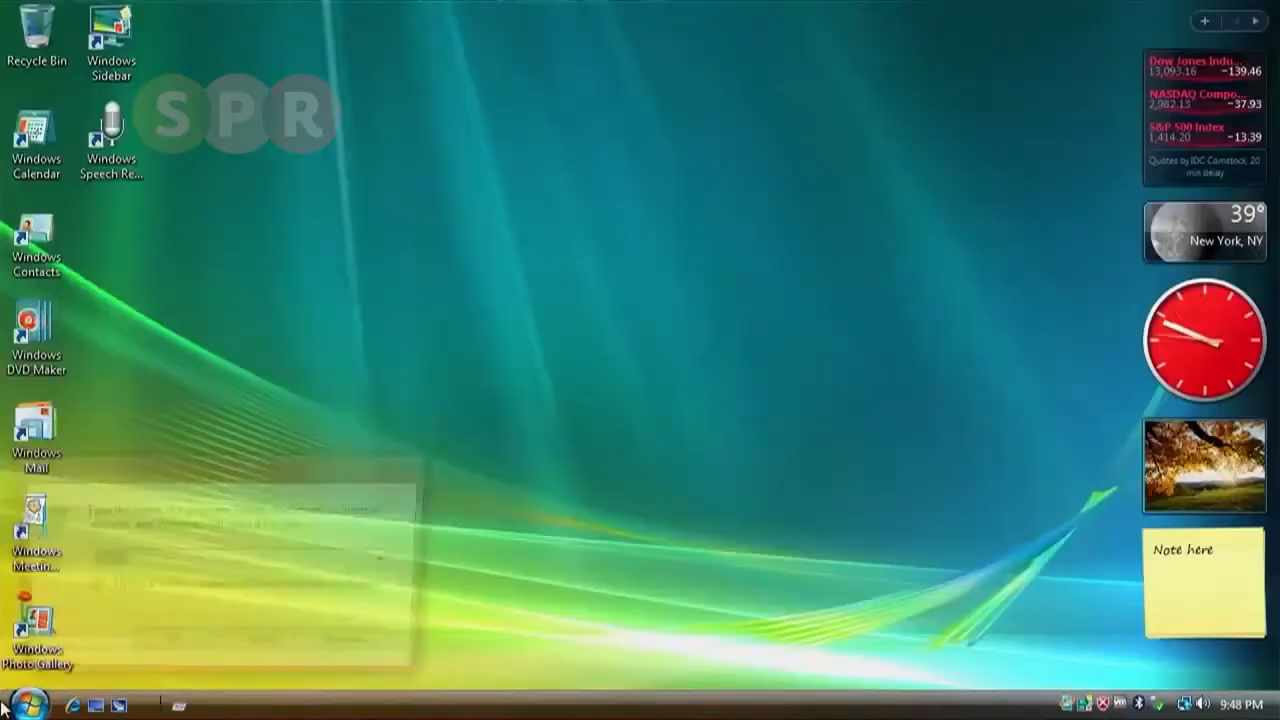 Recycle Bin
Windows
Sidebar
SPR
Windows
Calendar
Windows
Speech Re...
Windows
Contacts
Windows
DVD Maker
Windows
Mail
Windows
Meetin...
Windows
Photo Gallery
Dow Jones Indu...
13,093.16 -139.46
NASDAQ Compo...
2,982.13 -37.93
S&P 500 Index
1,414.20 -13.39
Quotes by IDC Comstock, 20
min delay
39°
New York, NY
Note here
9:48 PM